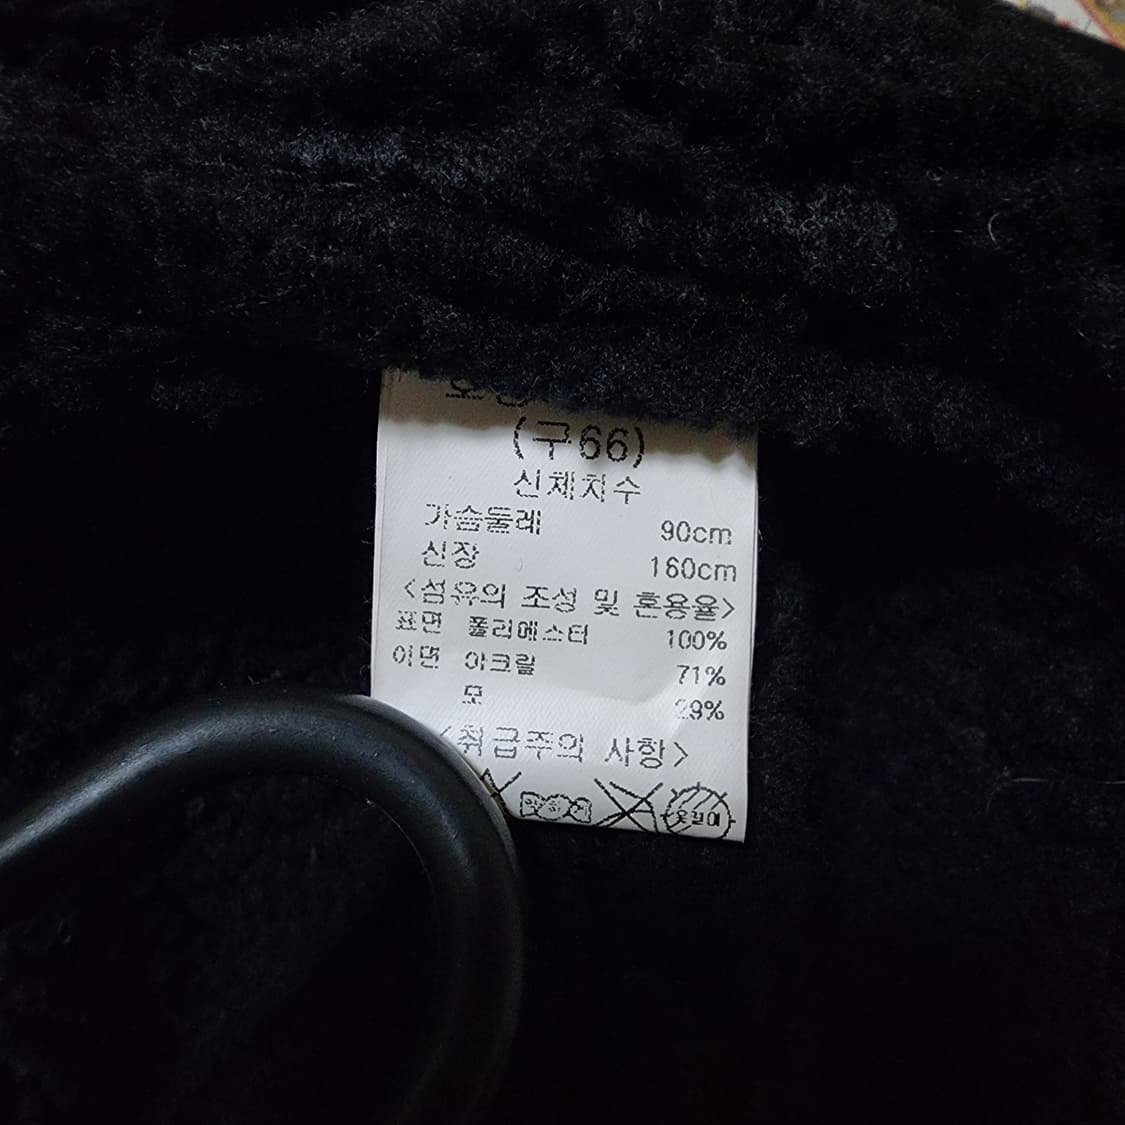 (구66)
신체치수
가슴둘레 90cm
신장 160cm
<섬유의 조성 및 혼용율>
표면 폴리에스터 100%
이면 아크릴 71%
모 29%
<취급주의 사항>